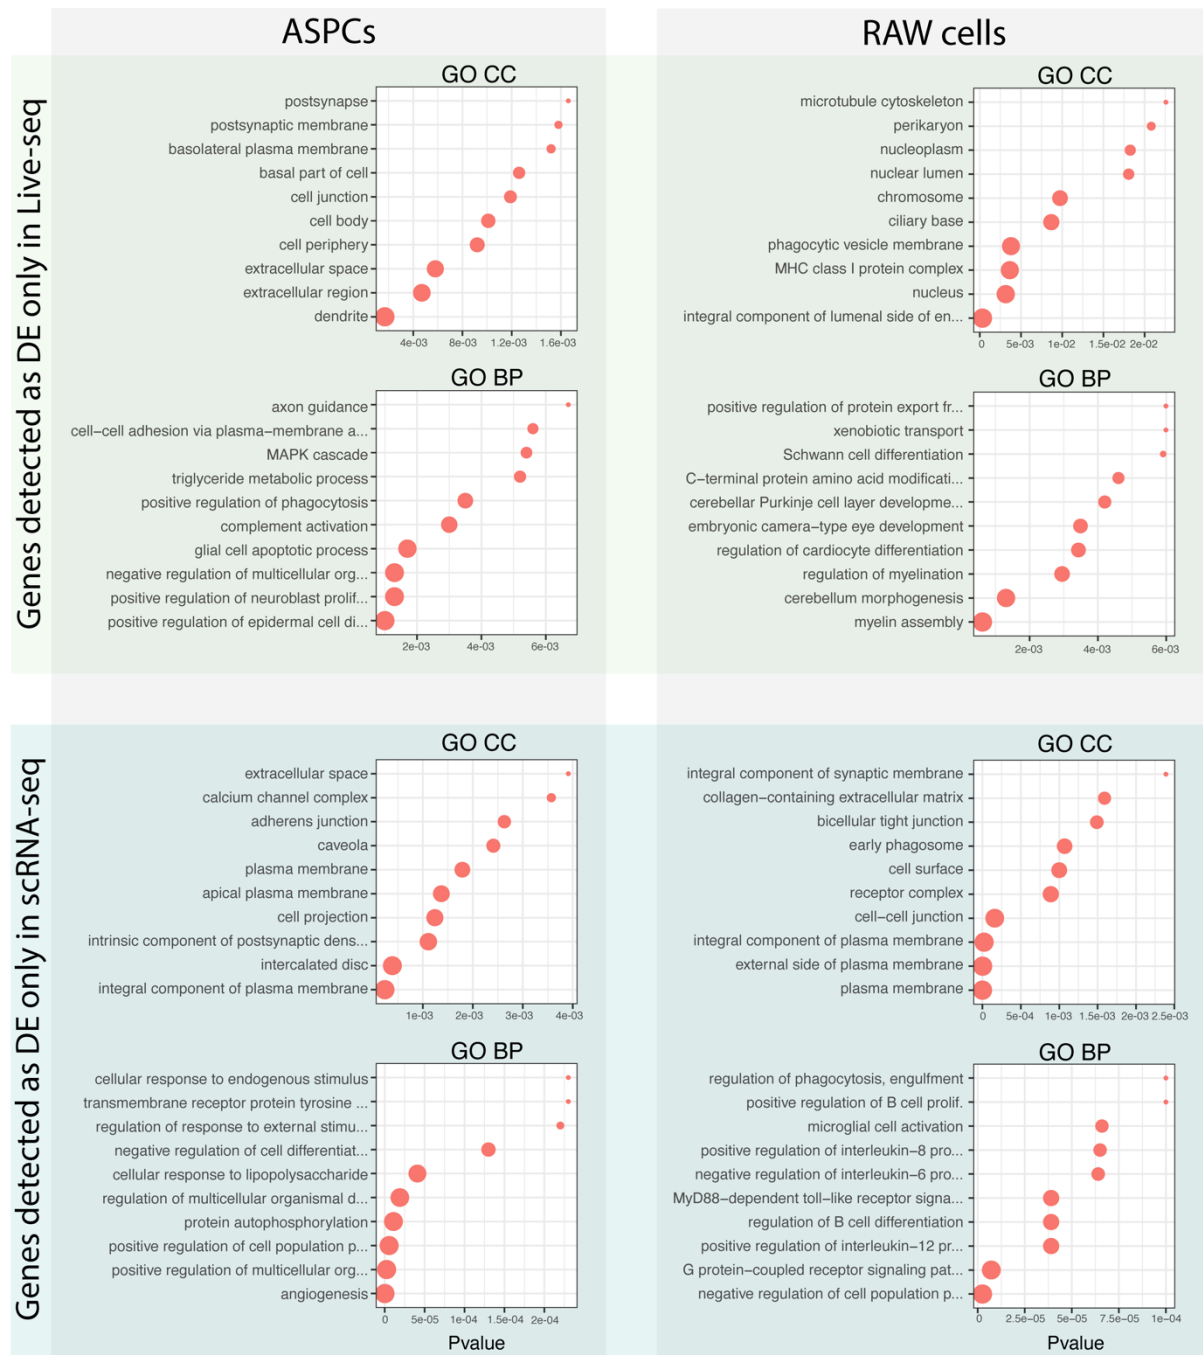 ASPCs
RAW cells
Genes detected as DE only in Live-seq
GO CC
postsynapse
postsynaptic membrane
basolateral plasma membrane
basal part of cell
cell junction
cell body
cell periphery
extracellular space
extracellular region
dendrite
4e-03 8e-03 1.2e-03 1.6e-03
GO CC
microtubule cytoskeleton
perikaryon
nucleoplasm
nuclear lumen
chromosome
ciliary base
phagocytic vesicle membrane
MHC class I protein complex
nucleus
integral component of lumenal side of en...
0 5e-03 1e-02 1.5e-02 2e-02
GO BP
axon guidance
cell-cell adhesion via plasma-membrane a...
MAPK cascade
triglyceride metabolic process
positive regulation of phagocytosis
complement activation
glial cell apoptotic process
negative regulation of multicellular org...
positive regulation of neuroblast prolif...
positive regulation of epidermal cell di...
2e-03 4e-03 6e-03
GO BP
positive regulation of protein export fr...
xenobiotic transport
Schwann cell differentiation
C-terminal protein amino acid modificati...
cerebellar Purkinje cell layer developme...
embryonic camera-type eye development
regulation of cardiocyte differentiation
regulation of myelination
cerebellum morphogenesis
myelin assembly
2e-03 4e-03 6e-03
Genes detected as DE only in scRNA-seq
GO CC
extracellular space
calcium channel complex
adherens junction
caveola
plasma membrane
apical plasma membrane
cell projection
intrinsic component of postsynaptic dens...
intercalated disc
integral component of plasma membrane
1e-03 2e-03 3e-03 4e-03
GO CC
integral component of synaptic membrane
collagen-containing extracellular matrix
bicellular tight junction
early phagosome
cell surface
receptor complex
cell-cell junction
integral component of plasma membrane
external side of plasma membrane
plasma membrane
0 5e-04 1e-03 1.5e-03 2e-03 2.5e-03
GO BP
cellular response to endogenous stimulus
transmembrane receptor protein tyrosine ...
regulation of response to external stimu...
negative regulation of cell differentiat...
cellular response to lipopolysaccharide
regulation of multicellular organismal d...
protein autophosphorylation
positive regulation of cell population p...
positive regulation of multicellular org...
angiogenesis
0 5e-05 1e-04 1.5e-04 2e-04
Pvalue
GO BP
regulation of phagocytosis, engulfment
positive regulation of B cell prolif.
microglial cell activation
positive regulation of interleukin-8 pro...
negative regulation of interleukin-6 pro...
MyD88-dependent toll-like receptor signa...
regulation of B cell differentiation
positive regulation of interleukin-12 pr...
G protein-coupled receptor signaling pat...
negative regulation of cell population p...
0 2.5e-05 5e-05 7.5e-05 1e-04
Pvalue